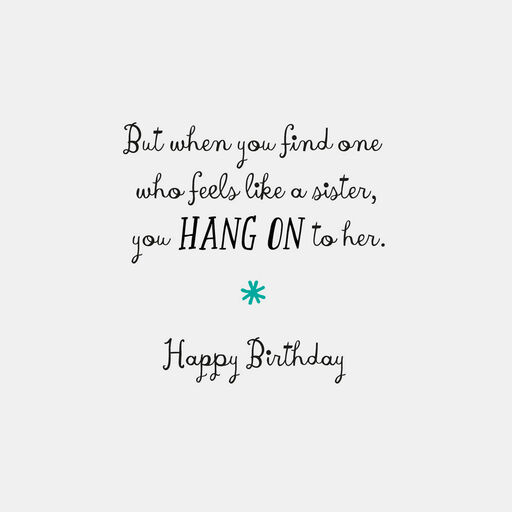 But when you find one
who feels like a sister,
you HANG ON to her.
Happy Birthday